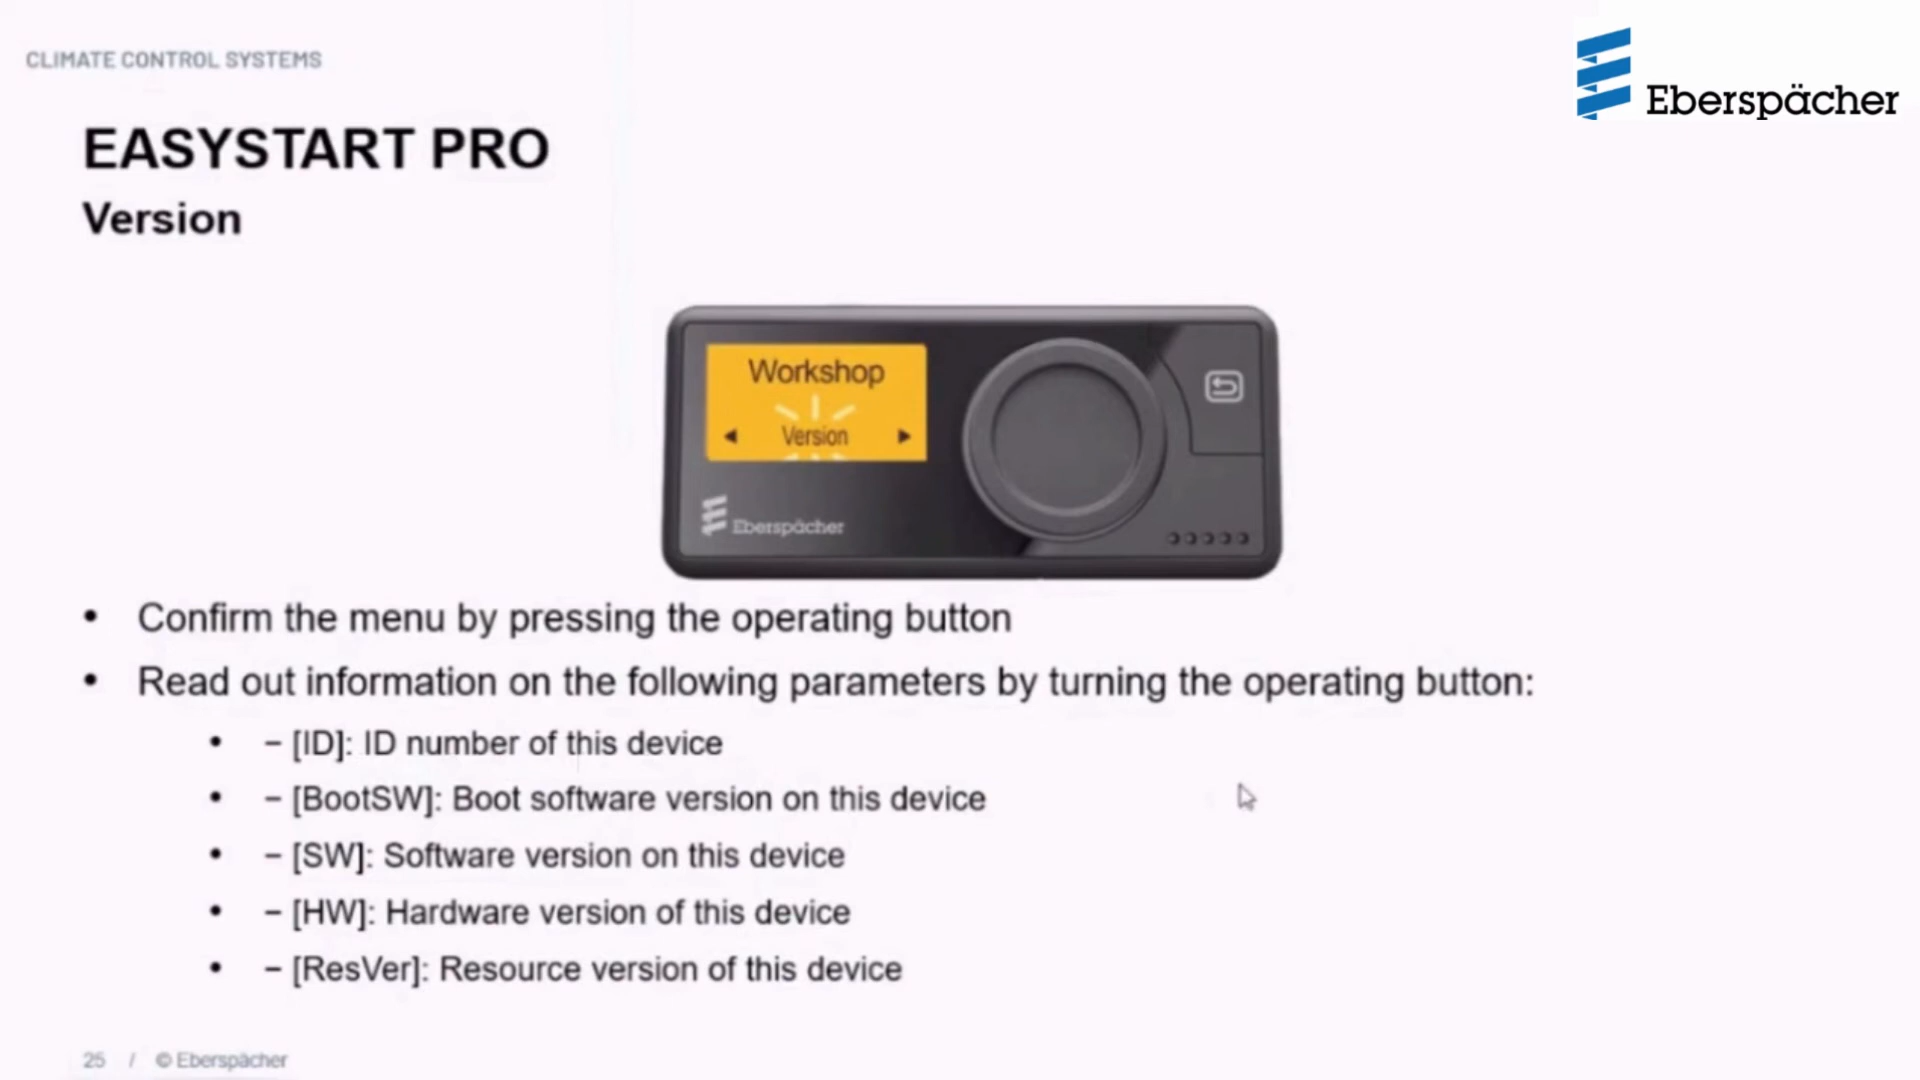 CLIMATE CONTROL SYSTEMS
Eberspächer
EASYSTART PRO
Version
Workshop
Version
Eberspächer
• Confirm the menu by pressing the operating button
• Read out information on the following parameters by turning the operating button:
• – [ID]: ID number of this device
• – [BootSW]: Boot software version on this device
• – [SW]: Software version on this device
• – [HW]: Hardware version of this device
• – [ResVer]: Resource version of this device
25 / © Eberspächer